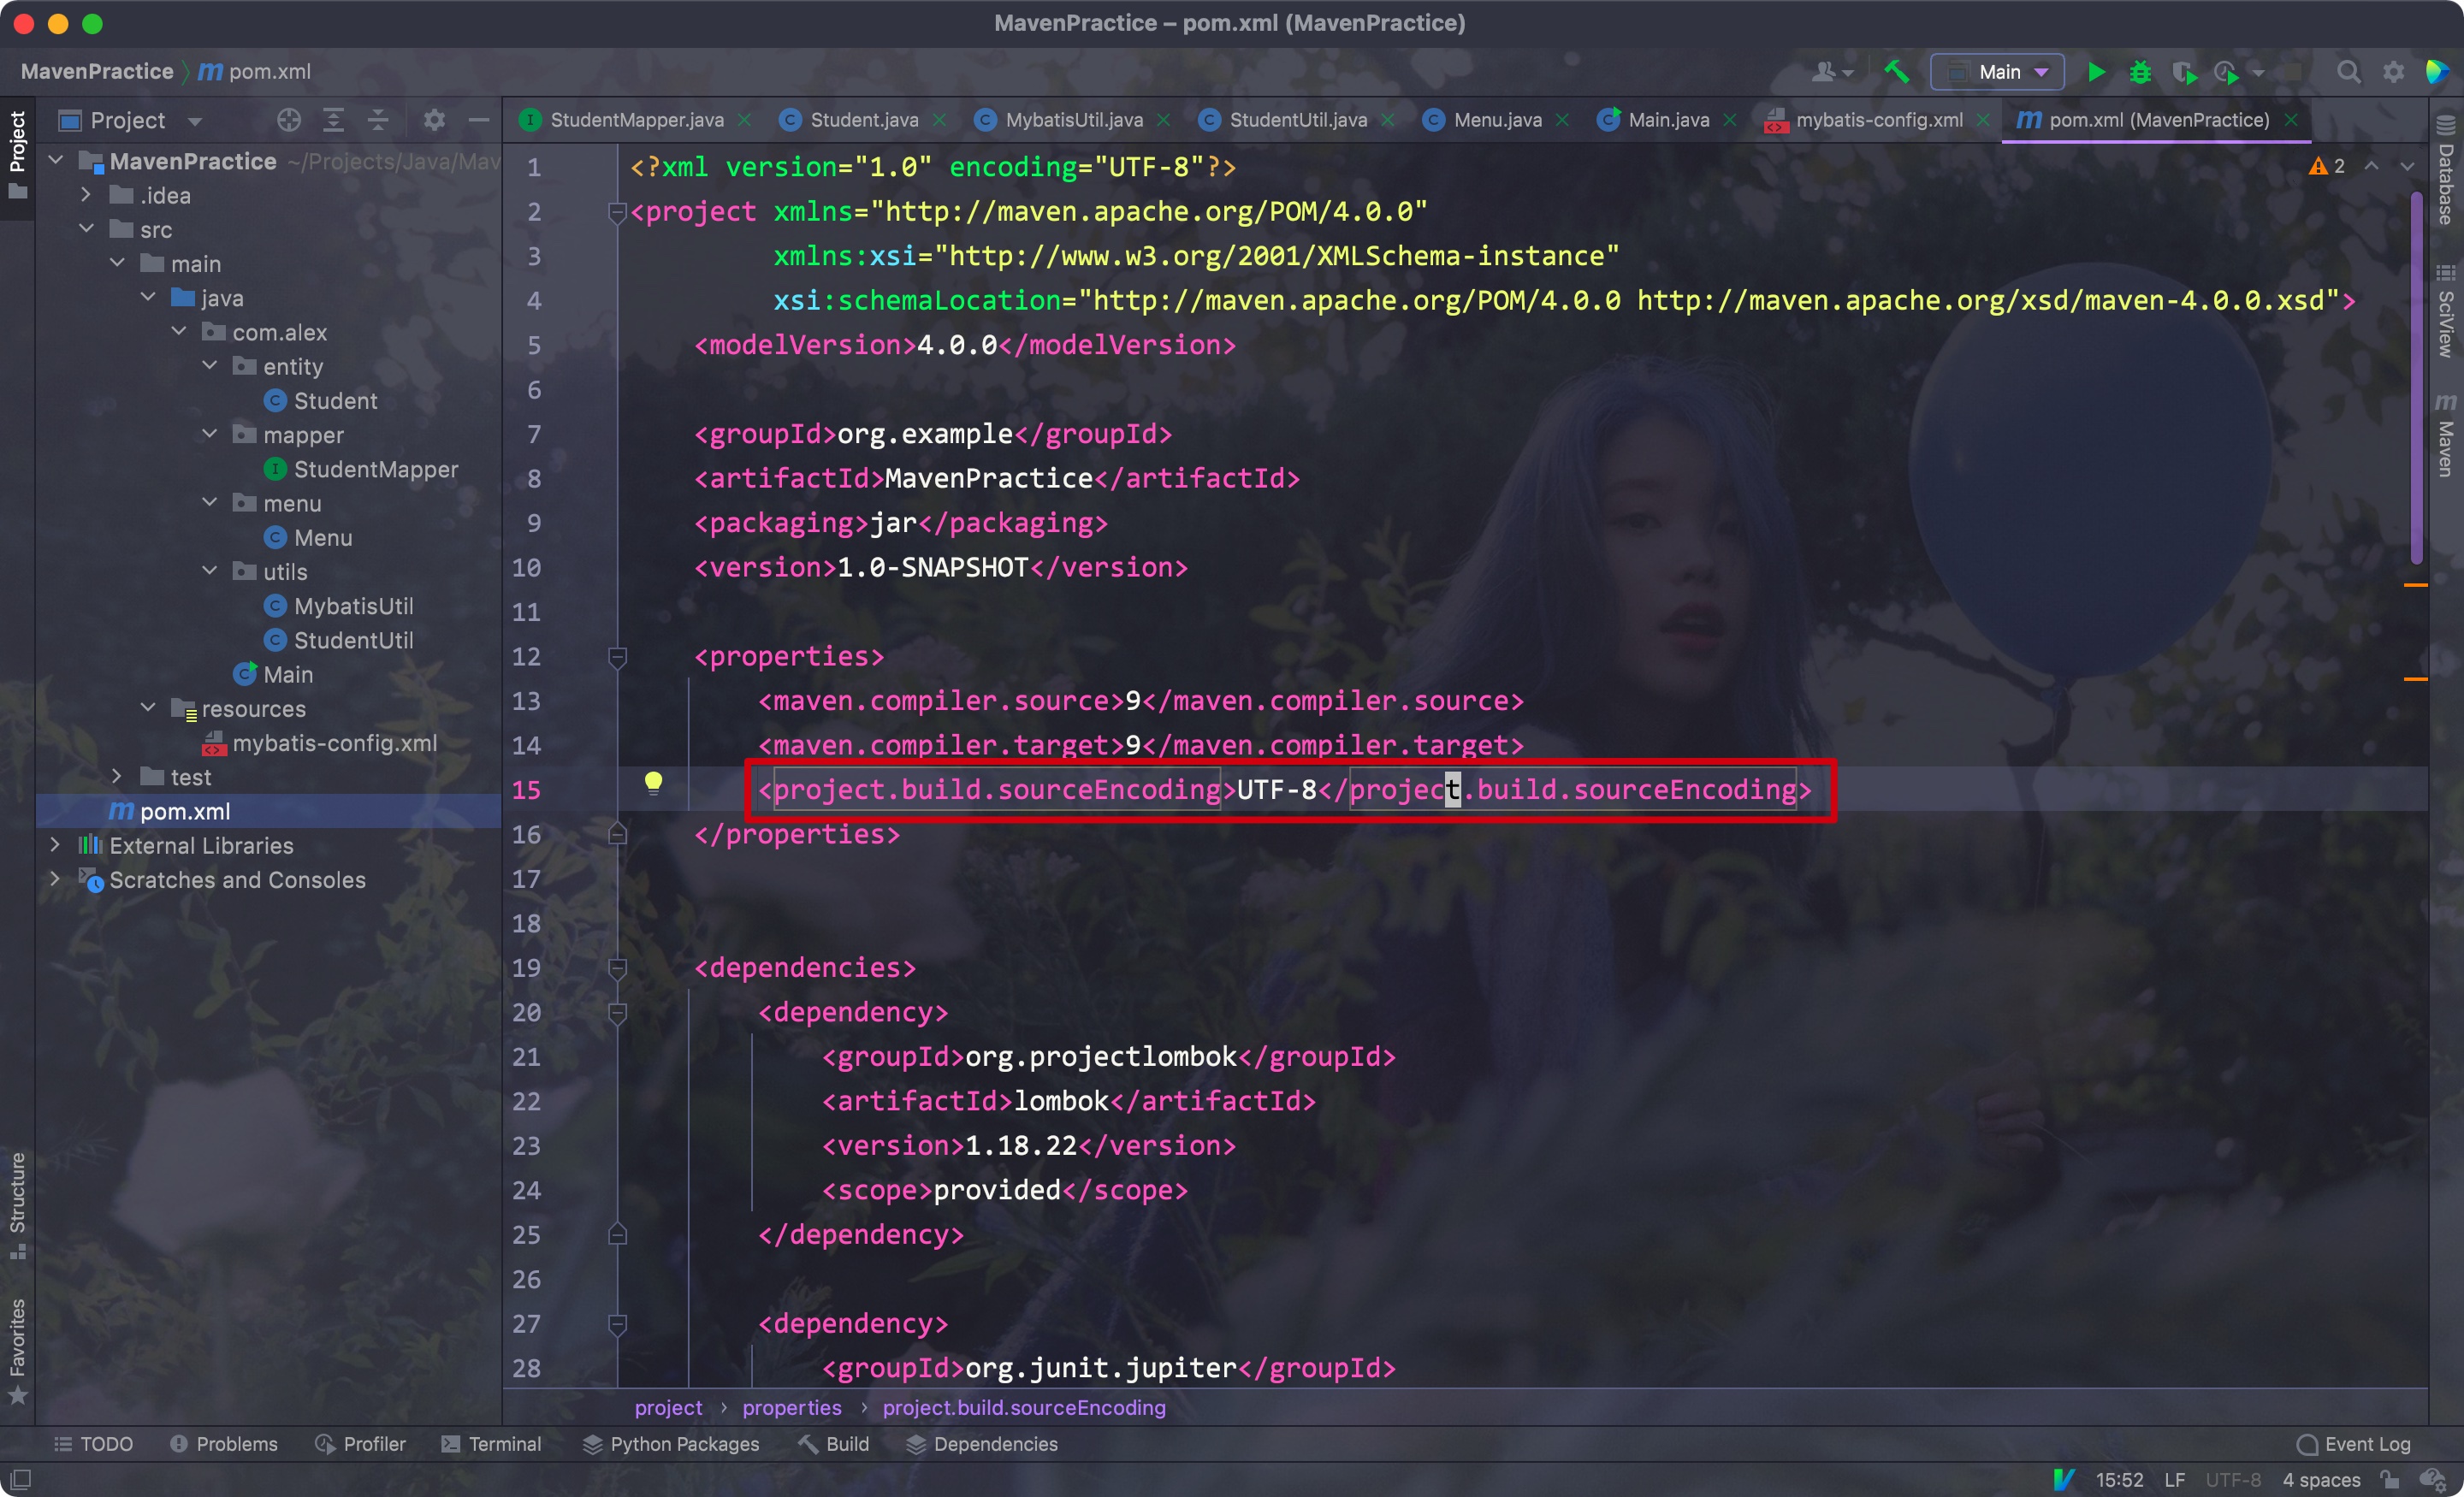 MavenPractice – pom.xml (MavenPractice)
MavenPractice
pom.xml
Main
Project
Project
StudentMapper.java
Student.java
MybatisUtil.java
StudentUtil.java
Menu.java
Main.java
mybatis-config.xml
pom.xml (MavenPractice)
MavenPractice ~/Projects/Java/Mav
.idea
src
main
java
com.alex
entity
Student
mapper
StudentMapper
menu
Menu
utils
MybatisUtil
StudentUtil
Main
resources
mybatis-config.xml
test
pom.xml
External Libraries
Scratches and Consoles
Structure
Favorites
1 <?xml version="1.0" encoding="UTF-8"?>
2 <project xmlns="http://maven.apache.org/POM/4.0.0"
3 xmlns:xsi="http://www.w3.org/2001/XMLSchema-instance"
4 xsi:schemaLocation="http://maven.apache.org/POM/4.0.0 http://maven.apache.org/xsd/maven-4.0.0.xsd">
5 <modelVersion>4.0.0</modelVersion>
6
7 <groupId>org.example</groupId>
8 <artifactId>MavenPractice</artifactId>
9 <packaging>jar</packaging>
10 <version>1.0-SNAPSHOT</version>
11
12 <properties>
13 <maven.compiler.source>9</maven.compiler.source>
14 <maven.compiler.target>9</maven.compiler.target>
15 <project.build.sourceEncoding>UTF-8</project.build.sourceEncoding>
16 </properties>
17
18
19 <dependencies>
20 <dependency>
21 <groupId>org.projectlombok</groupId>
22 <artifactId>lombok</artifactId>
23 <version>1.18.22</version>
24 <scope>provided</scope>
25 </dependency>
26
27 <dependency>
28 <groupId>org.junit.jupiter</groupId>
2
Database
SciView
Maven
project › properties › project.build.sourceEncoding
TODO
Problems
Profiler
Terminal
Python Packages
Build
Dependencies
Event Log
15:52 LF UTF-8 4 spaces